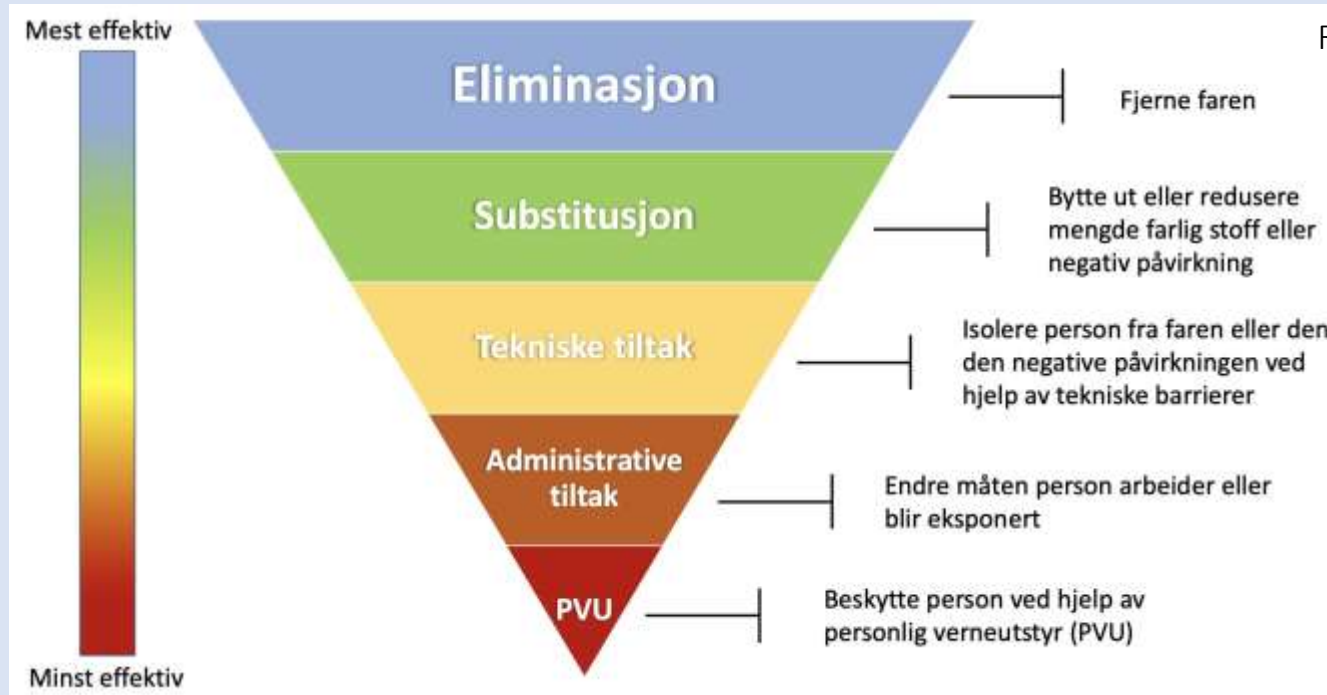 Mest effektiv
Eliminasjon
Fjerne faren
Substitusjon
Bytte ut eller redusere
mengde farlig stoff eller
negativ påvirkning
Tekniske tiltak
Isolere person fra faren eller den
den negative påvirkningen ved
hjelp av tekniske barrierer
Administrative
tiltak
Endre måten person arbeider eller
blir eksponert
PVU
Beskytte person ved hjelp av
personlig verneutstyr (PVU)
Minst effektiv